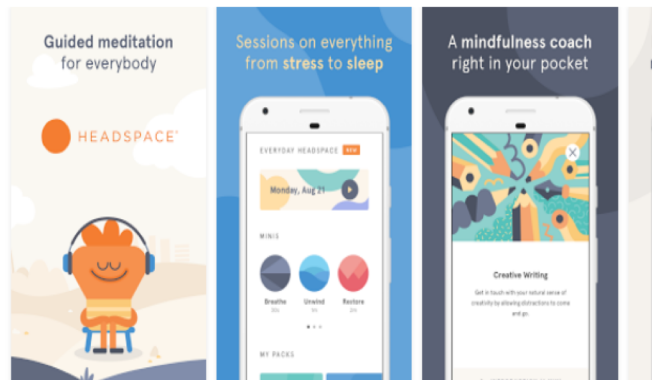 Guided meditation
for everybody
HEADSPACE
Sessions on everything
from stress to sleep
EVERYDAY HEADSPACE NOW
Monday, Aug 21
MINIS
Breathe Unwind Restore
MY PACKS
A mindfulness coach
right in your pocket
Creative Writing
Get in touch with your natural sense of
creativity by allowing distractions to come
and go.